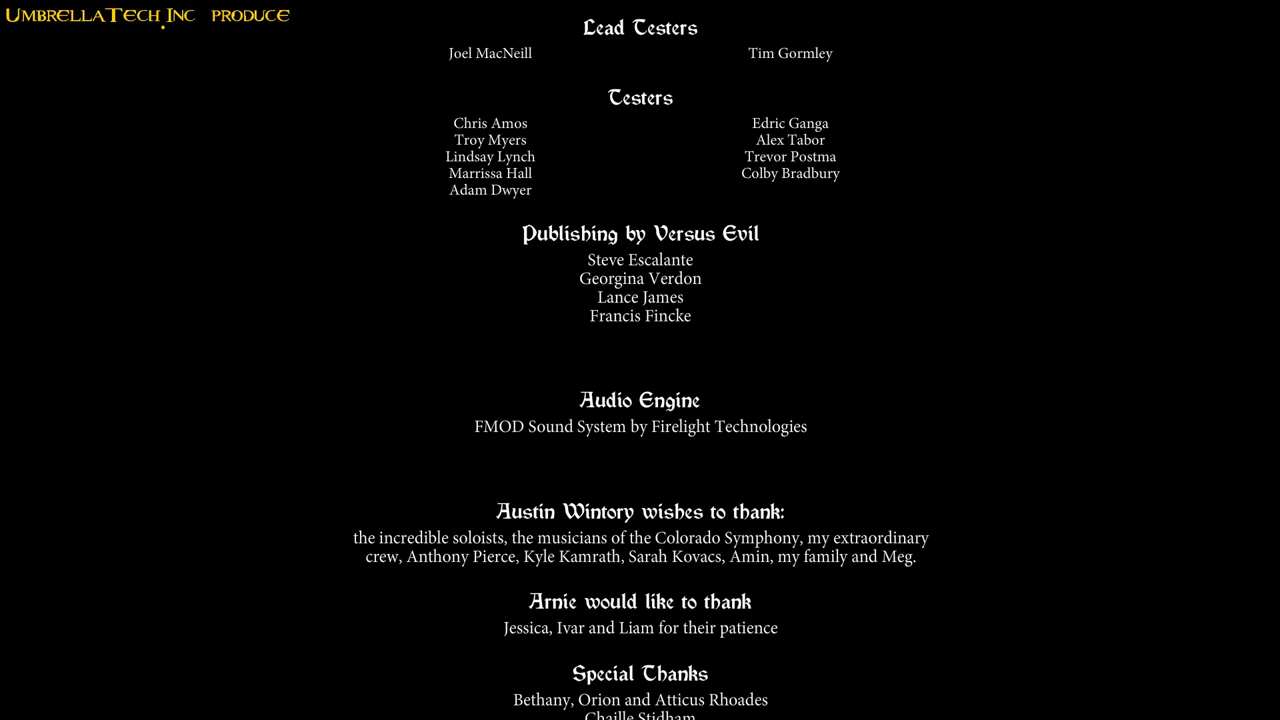 UmbrellaTech.Inc produce
Lead Testers
Joel MacNeill
Tim Gormley
Testers
Chris Amos
Troy Myers
Lindsay Lynch
Marrissa Hall
Adam Dwyer
Edric Ganga
Alex Tabor
Trevor Postma
Colby Bradbury
Publishing by Versus Evil
Steve Escalante
Georgina Verdon
Lance James
Francis Fincke
Audio Engine
FMOD Sound System by Firelight Technologies
Austin Wintory wishes to thank:
the incredible soloists, the musicians of the Colorado Symphony, my extraordinary
crew, Anthony Pierce, Kyle Kamrath, Sarah Kovacs, Amin, my family and Meg.
Arnie would like to thank
Jessica, Ivar and Liam for their patience
Special Thanks
Bethany, Orion and Atticus Rhoades
Chaille Stidham